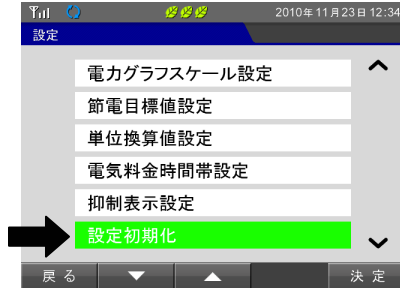 2010年11月23日 12:34
設定
電力グラフスケール設定
節電目標値設定
単位換算値設定
電気料金時間帯設定
抑制表示設定
設定初期化
戻る ▼ ▲ 決定